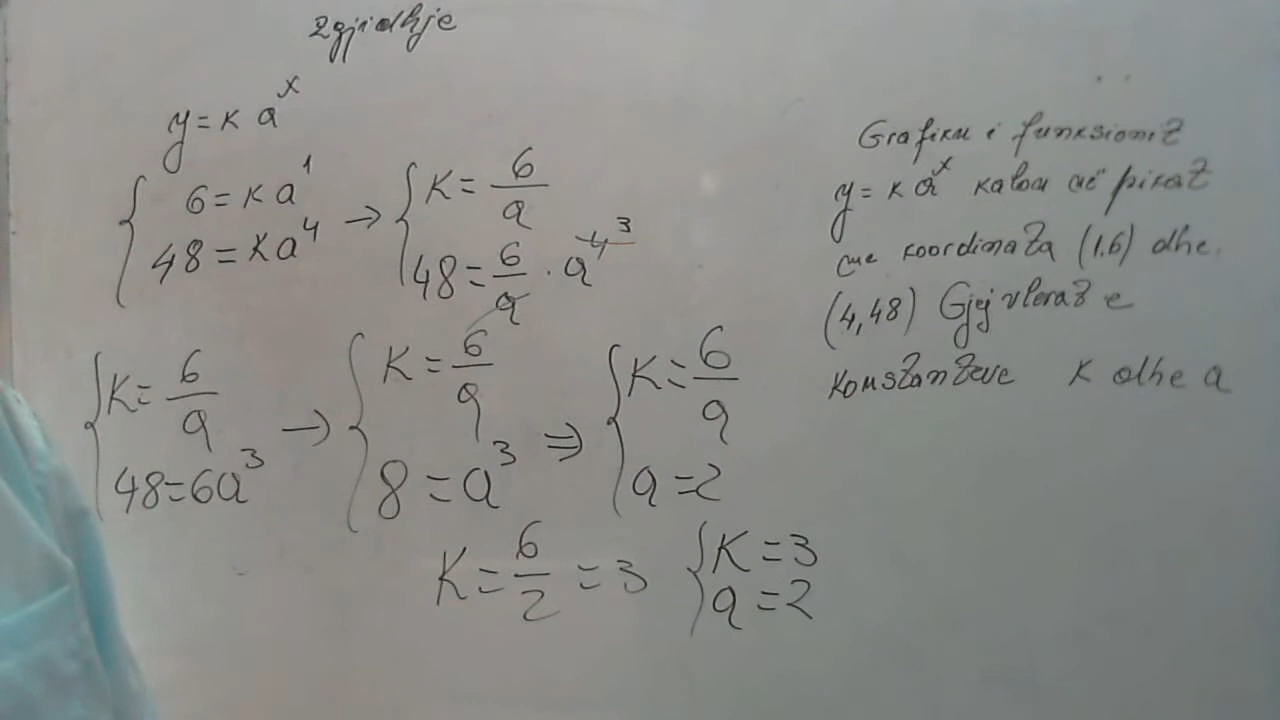 zgjidhje
y = k a^x
{ 6 = k a^1
48 = k a^4
→ { k = 6/a
48 = 6/a · a^4 3
{ k = 6/a
48 = 6a^3
→ { k = 6/a
8 = a^3
⇒ { k = 6/a
a = 2
k = 6/2 = 3
{ k = 3
a = 2
Grafiku i funksionit
y = k a^x kalon në pikat
me koordinata (1,6) dhe
(4,48) Gjej vlerat e
konstanteve k dhe a